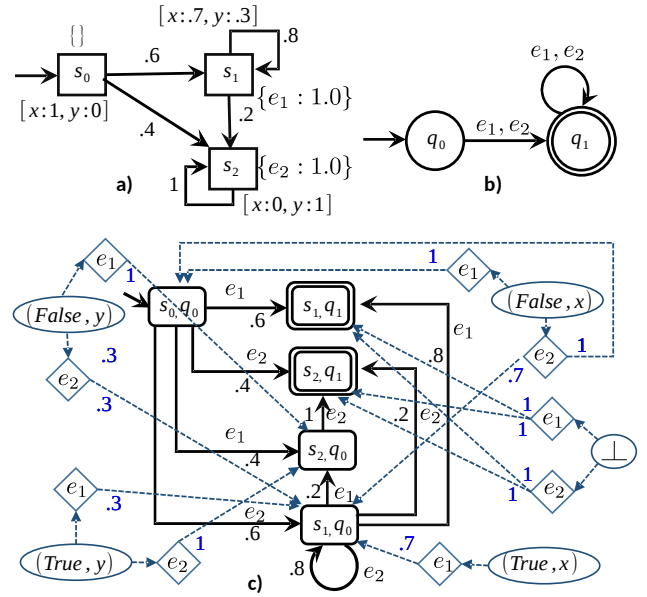 [x:.7, y:.3]
{}
.8
.6
s₀
s₁
[x:1, y:0]
{e₁ : 1.0}
.2
.4
s₂
{e₂ : 1.0}
1
[x:0, y:1]
a)
e₁, e₂
q₀
e₁, e₂
q₁
b)
e₁
1
(False, y)
.3
e₂
.3
s₀,q₀
e₁
.6
s₁,q₁
e₂
.4
s₂,q₁
1
e₂
e₁
.4
s₂,q₀
.2
e₁
e₂
.6
s₁,q₀
.8
e₂
.8
e₁
.2
e₂
1
e₁
(False, x)
e₂
1
.7
1
e₁
1
⊥
1
e₂
1
e₁
.3
(True, y)
e₂
1
.7
e₁
(True, x)
c)